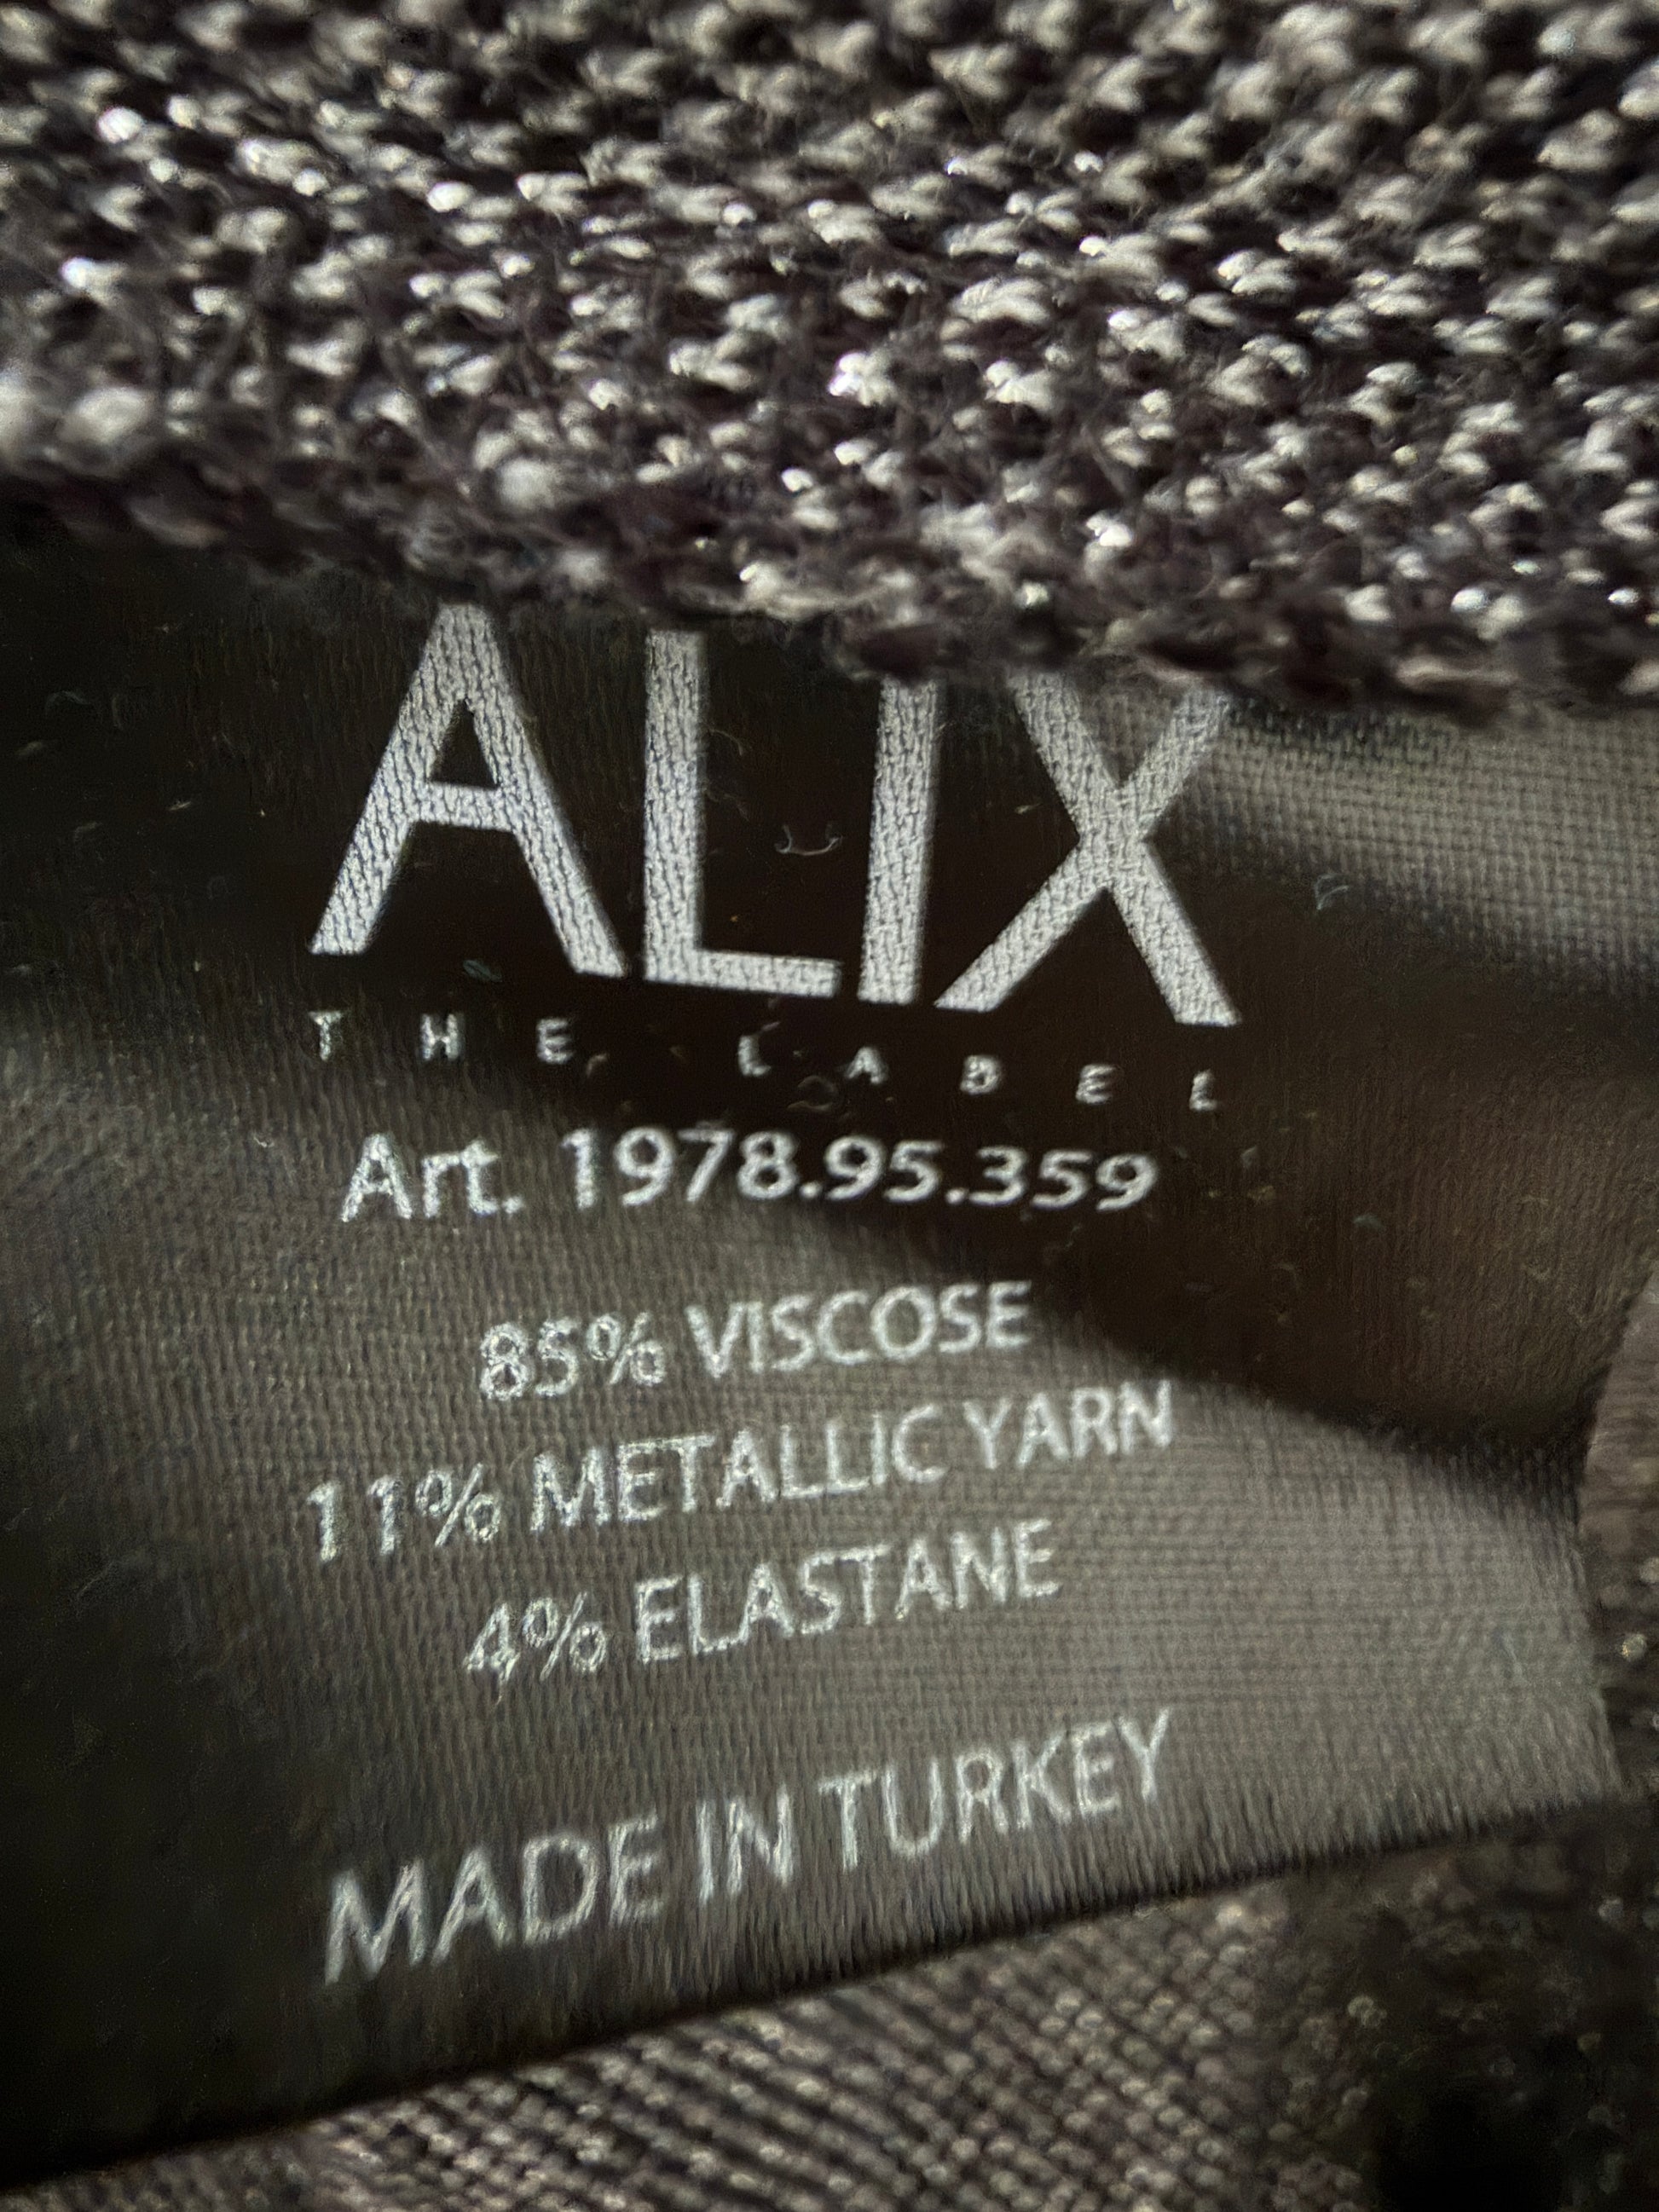 ALIX
THE LABEL
Art. 1978.95.359
85% VISCOSE
11% METALLIC YARN
4% ELASTANE
MADE IN TURKEY